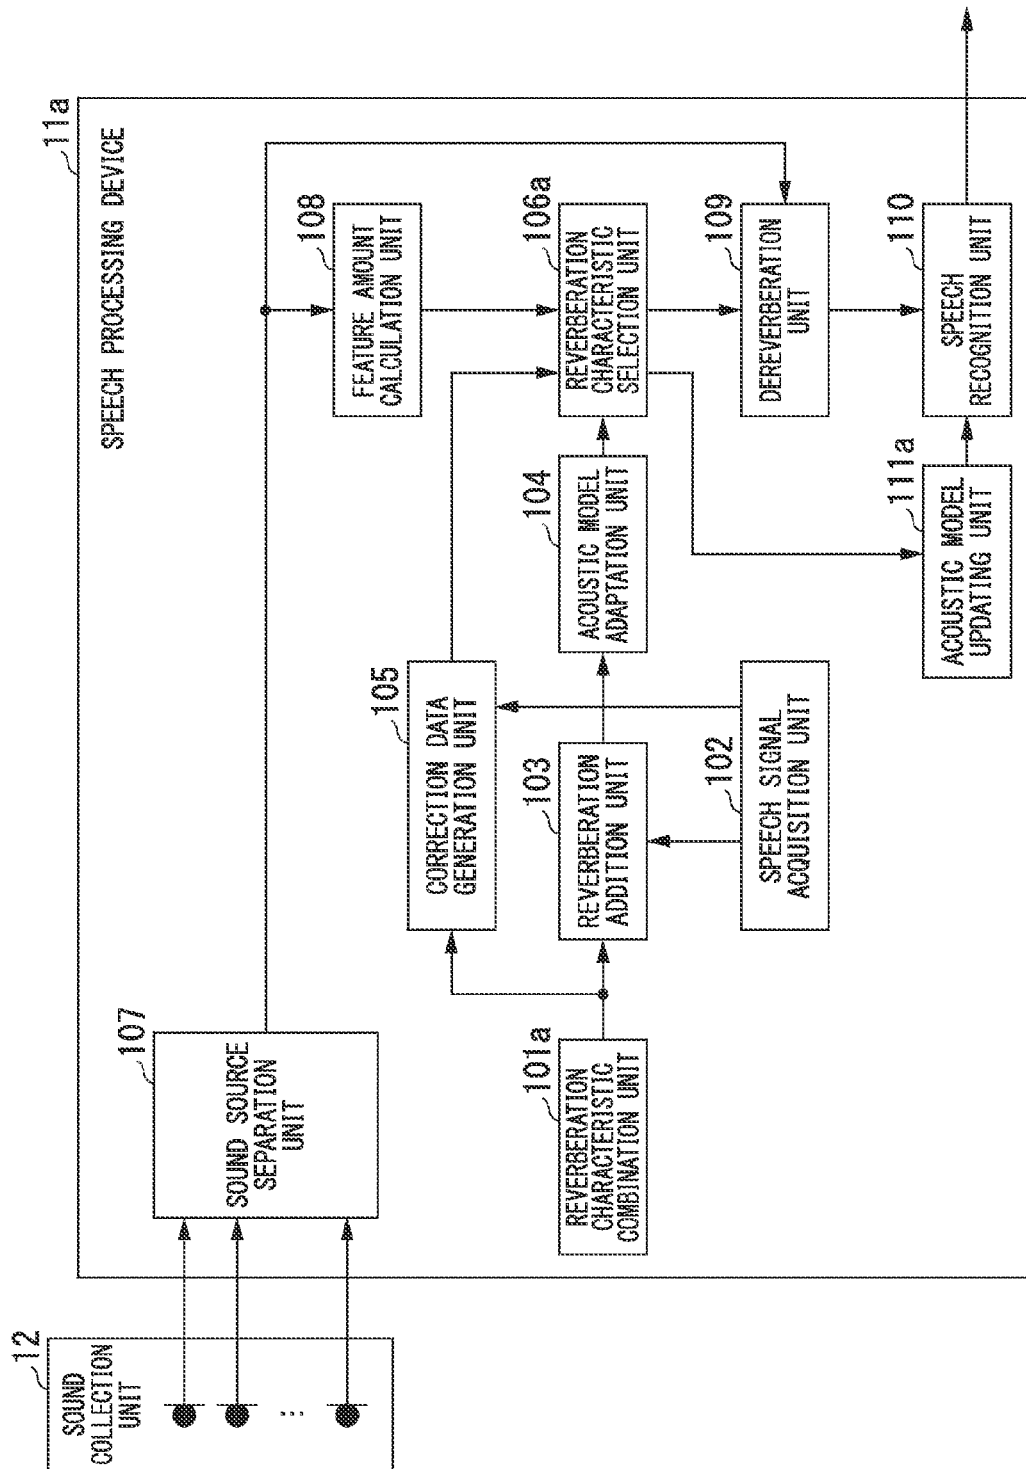 11a
SPEECH PROCESSING DEVICE
12
SOUND
COLLECTION
UNIT
...
107
SOUND SOURCE
SEPARATION
UNIT
108
FEATURE AMOUNT
CALCULATION UNIT
105
CORRECTION DATA
GENERATION UNIT
101a
REVERBERATION
CHARACTERISTIC
COMBINATION UNIT
103
REVERBERATION
ADDITION UNIT
104
ACOUSTIC MODEL
ADAPTATION UNIT
106a
REVERBERATION
CHARACTERISTIC
SELECTION UNIT
102
SPEECH SIGNAL
ACQUISITION UNIT
109
DEREVERBERATION
UNIT
111a
ACOUSTIC MODEL
UPDATING UNIT
110
SPEECH
RECOGNITION UNIT